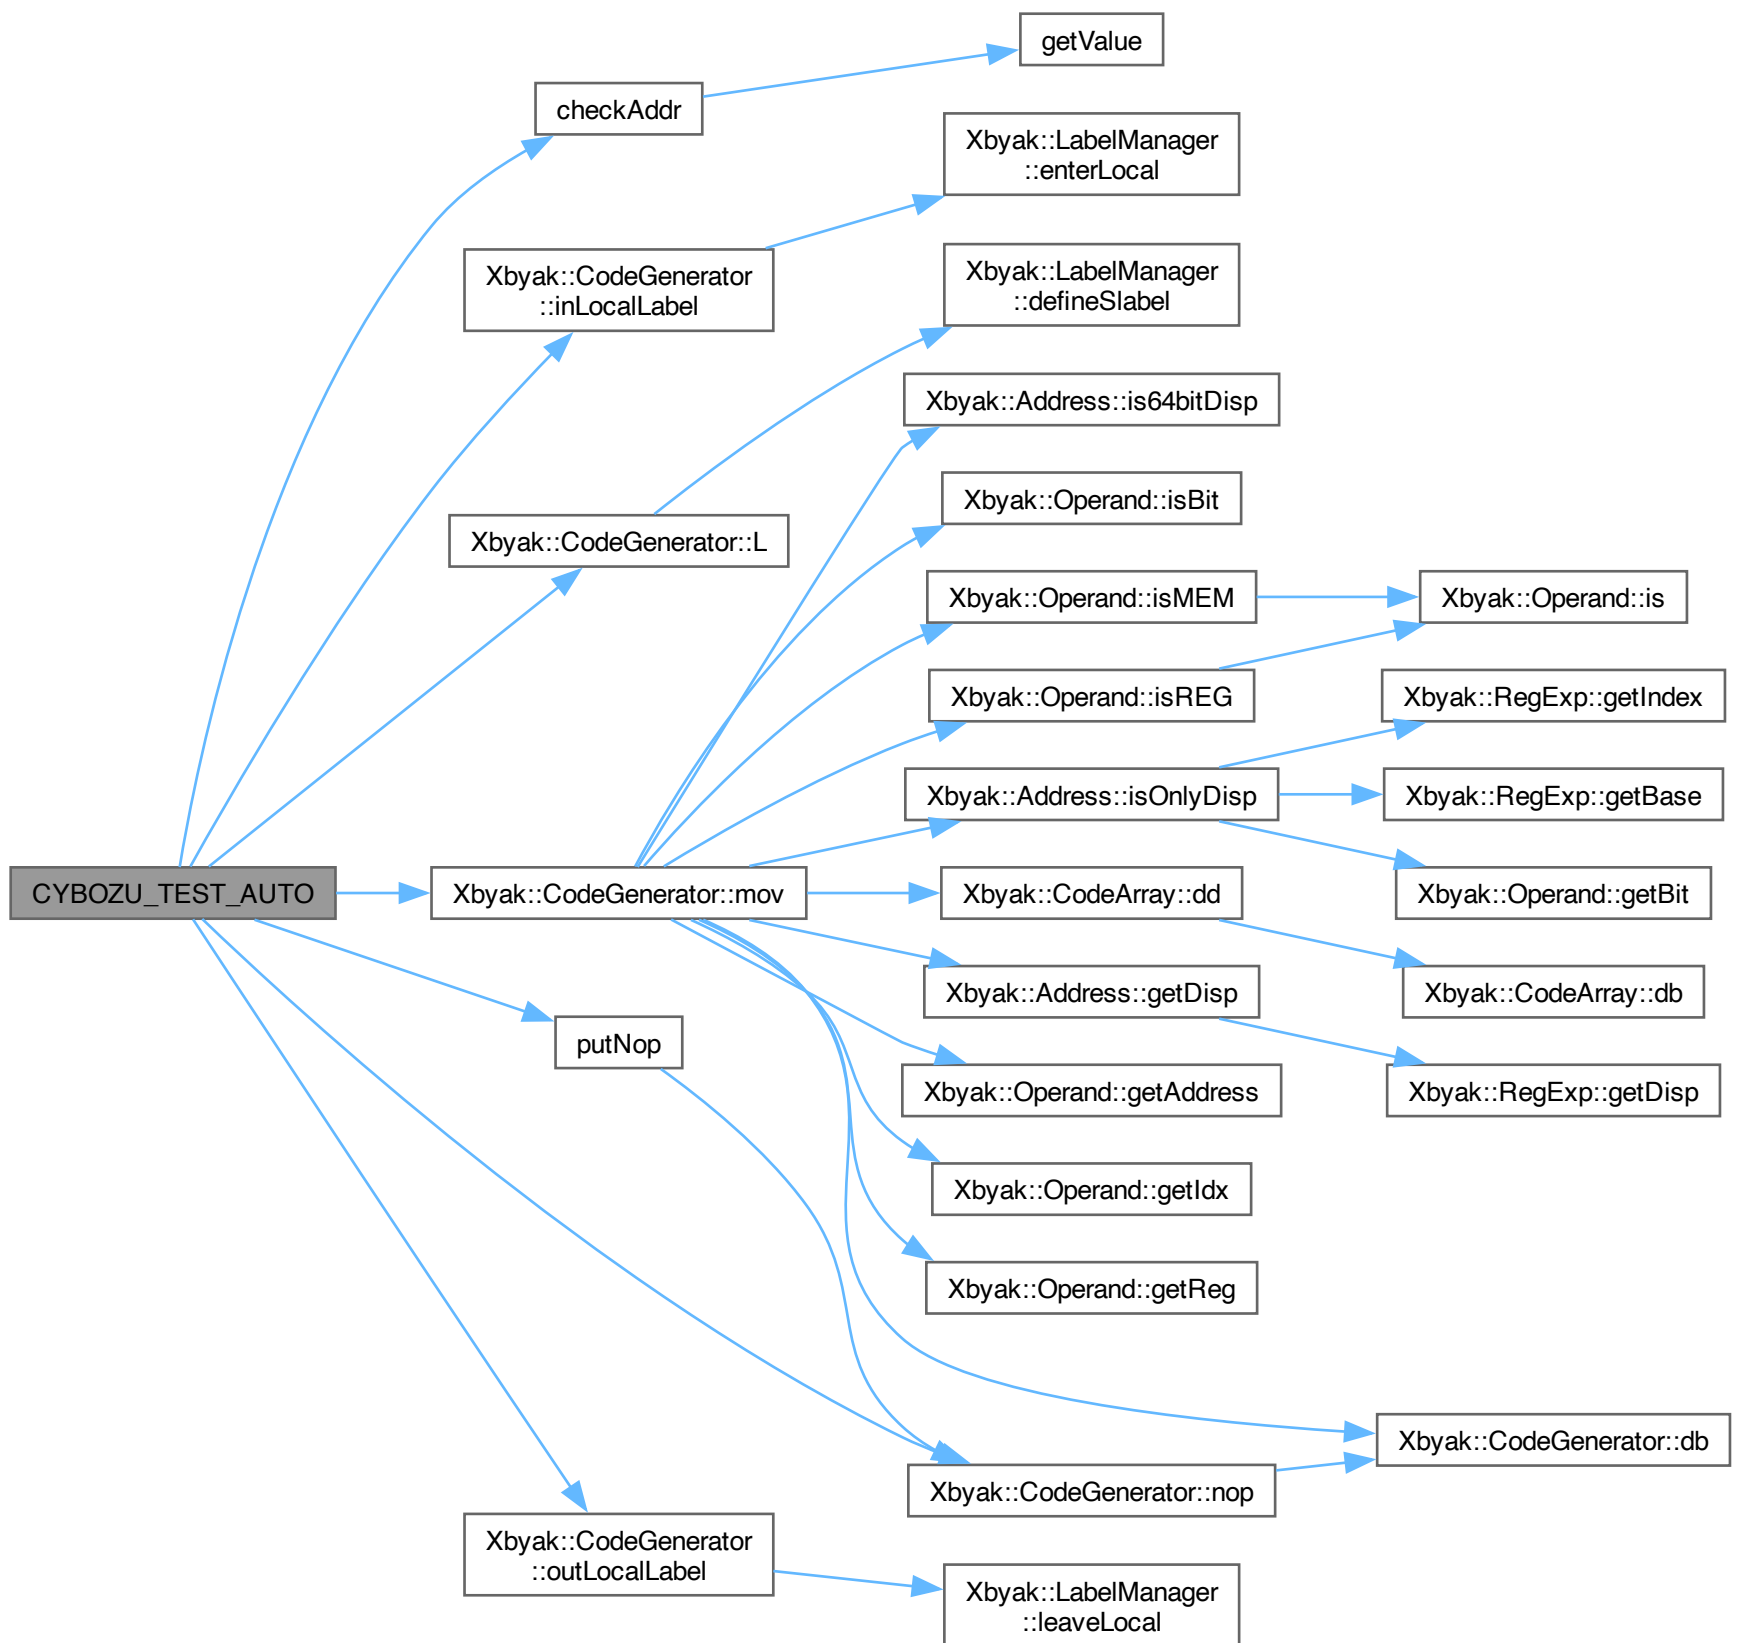 getValue
checkAddr
Xbyak::LabelManager
::enterLocal
Xbyak::CodeGenerator
::inLocalLabel
Xbyak::LabelManager
::defineSlabel
Xbyak::Address::is64bitDisp
Xbyak::Operand::isBit
Xbyak::CodeGenerator::L
Xbyak::Operand::isMEM
Xbyak::Operand::is
Xbyak::Operand::isREG
Xbyak::RegExp::getIndex
Xbyak::Address::isOnlyDisp
Xbyak::RegExp::getBase
CYBOZU_TEST_AUTO
Xbyak::CodeGenerator::mov
Xbyak::CodeArray::dd
Xbyak::Operand::getBit
Xbyak::Address::getDisp
Xbyak::CodeArray::db
putNop
Xbyak::Operand::getAddress
Xbyak::RegExp::getDisp
Xbyak::Operand::getIdx
Xbyak::Operand::getReg
Xbyak::CodeGenerator::db
Xbyak::CodeGenerator::nop
Xbyak::CodeGenerator
::outLocalLabel
Xbyak::LabelManager
::leaveLocal